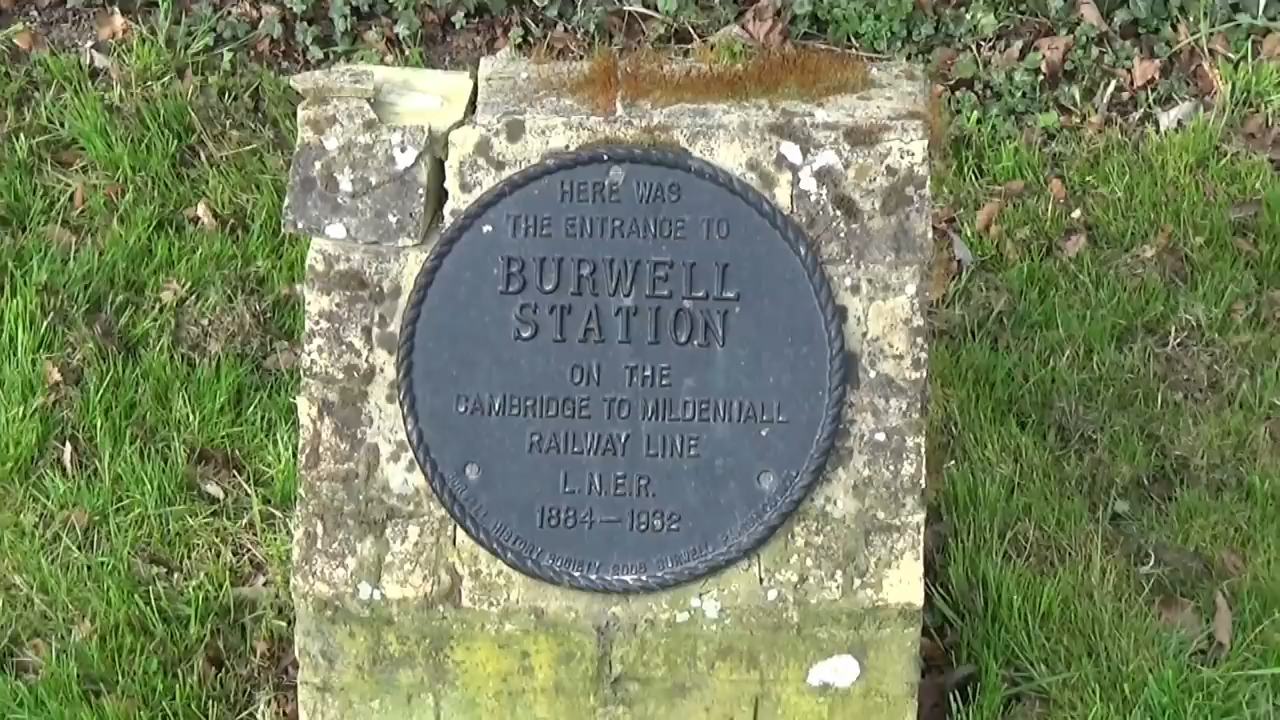 HERE WAS
THE ENTRANCE TO
BURWELL
STATION
ON THE
CAMBRIDGE TO MILDENHALL
RAILWAY LINE
L.N.E.R.
1884–1962
BURWELL HISTORY SOCIETY 2008 BURWELL